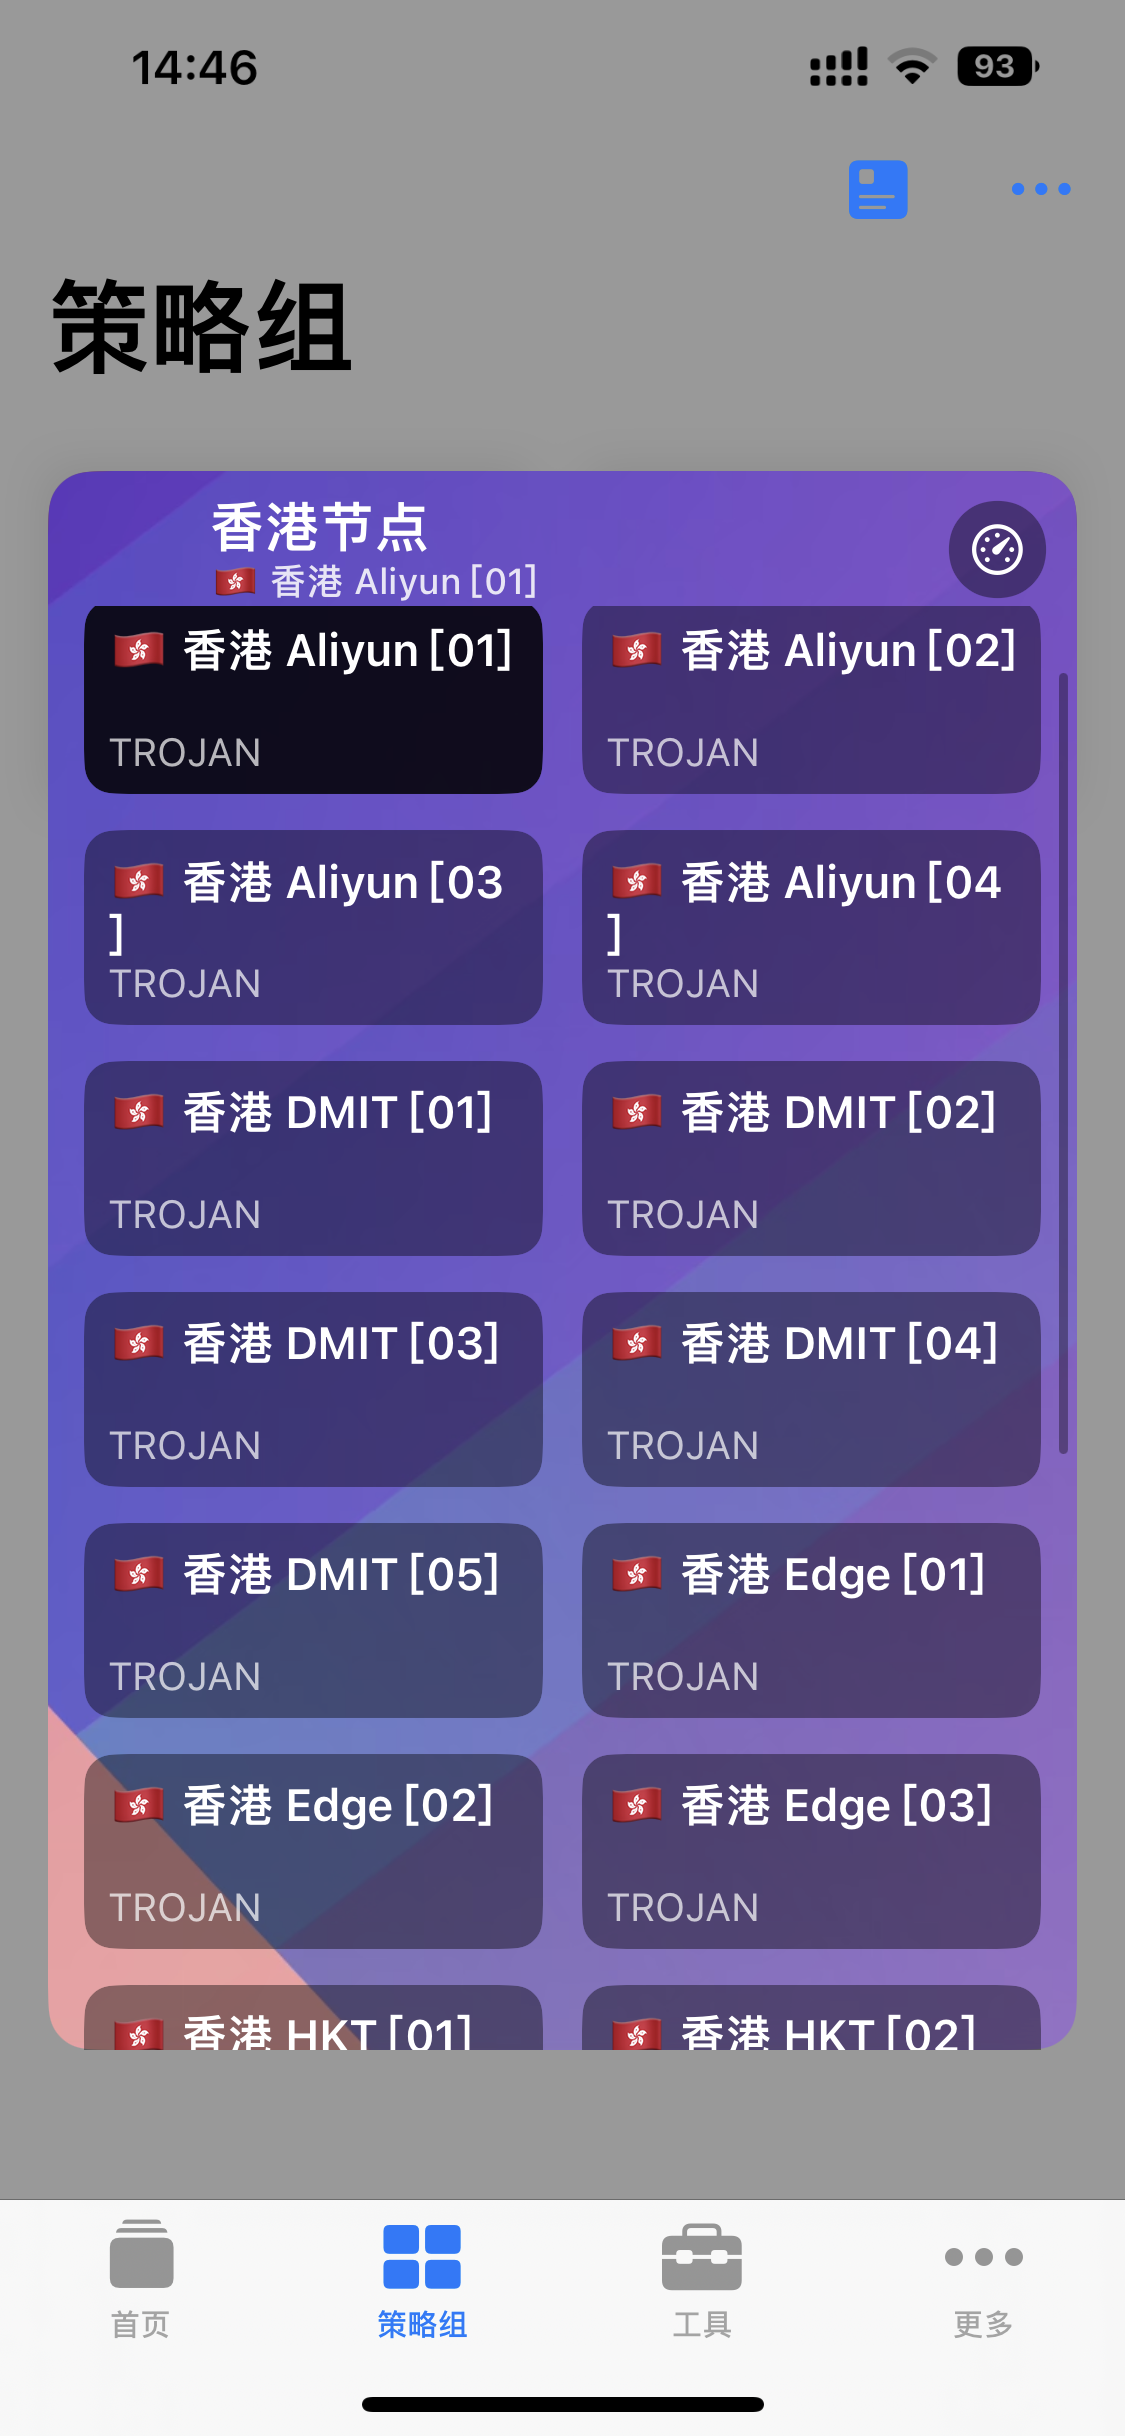 14:46
93
策略组
香港节点
🇭🇰 香港 Aliyun [01]
🇭🇰 香港 Aliyun [01]
TROJAN
🇭🇰 香港 Aliyun [02]
TROJAN
🇭🇰 香港 Aliyun [03
]
TROJAN
🇭🇰 香港 Aliyun [04
]
TROJAN
🇭🇰 香港 DMIT [01]
TROJAN
🇭🇰 香港 DMIT [02]
TROJAN
🇭🇰 香港 DMIT [03]
TROJAN
🇭🇰 香港 DMIT [04]
TROJAN
🇭🇰 香港 DMIT [05]
TROJAN
🇭🇰 香港 Edge [01]
TROJAN
🇭🇰 香港 Edge [02]
TROJAN
🇭🇰 香港 Edge [03]
TROJAN
🇭🇰 香港 HKT [01]
🇭🇰 香港 HKT [02]
首页
策略组
工具
更多